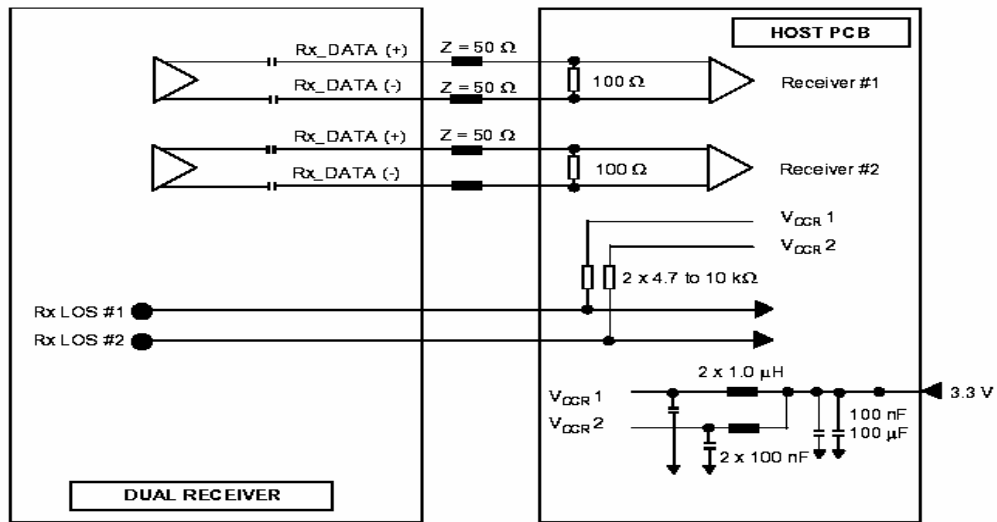 HOST PCB
Rx_DATA (+)
Z = 50 Ω
Rx_DATA (-)
Z = 50 Ω
100 Ω
Receiver #1
Rx_DATA (+)
Z = 50 Ω
Rx_DATA (-)
100 Ω
Receiver #2
VCCR 1
VCCR 2
2 x 4.7 to 10 kΩ
Rx LOS #1
Rx LOS #2
2 x 1.0 µH
VCCR 1
3.3 V
VCCR 2
100 nF
100 µF
2 x 100 nF
DUAL RECEIVER